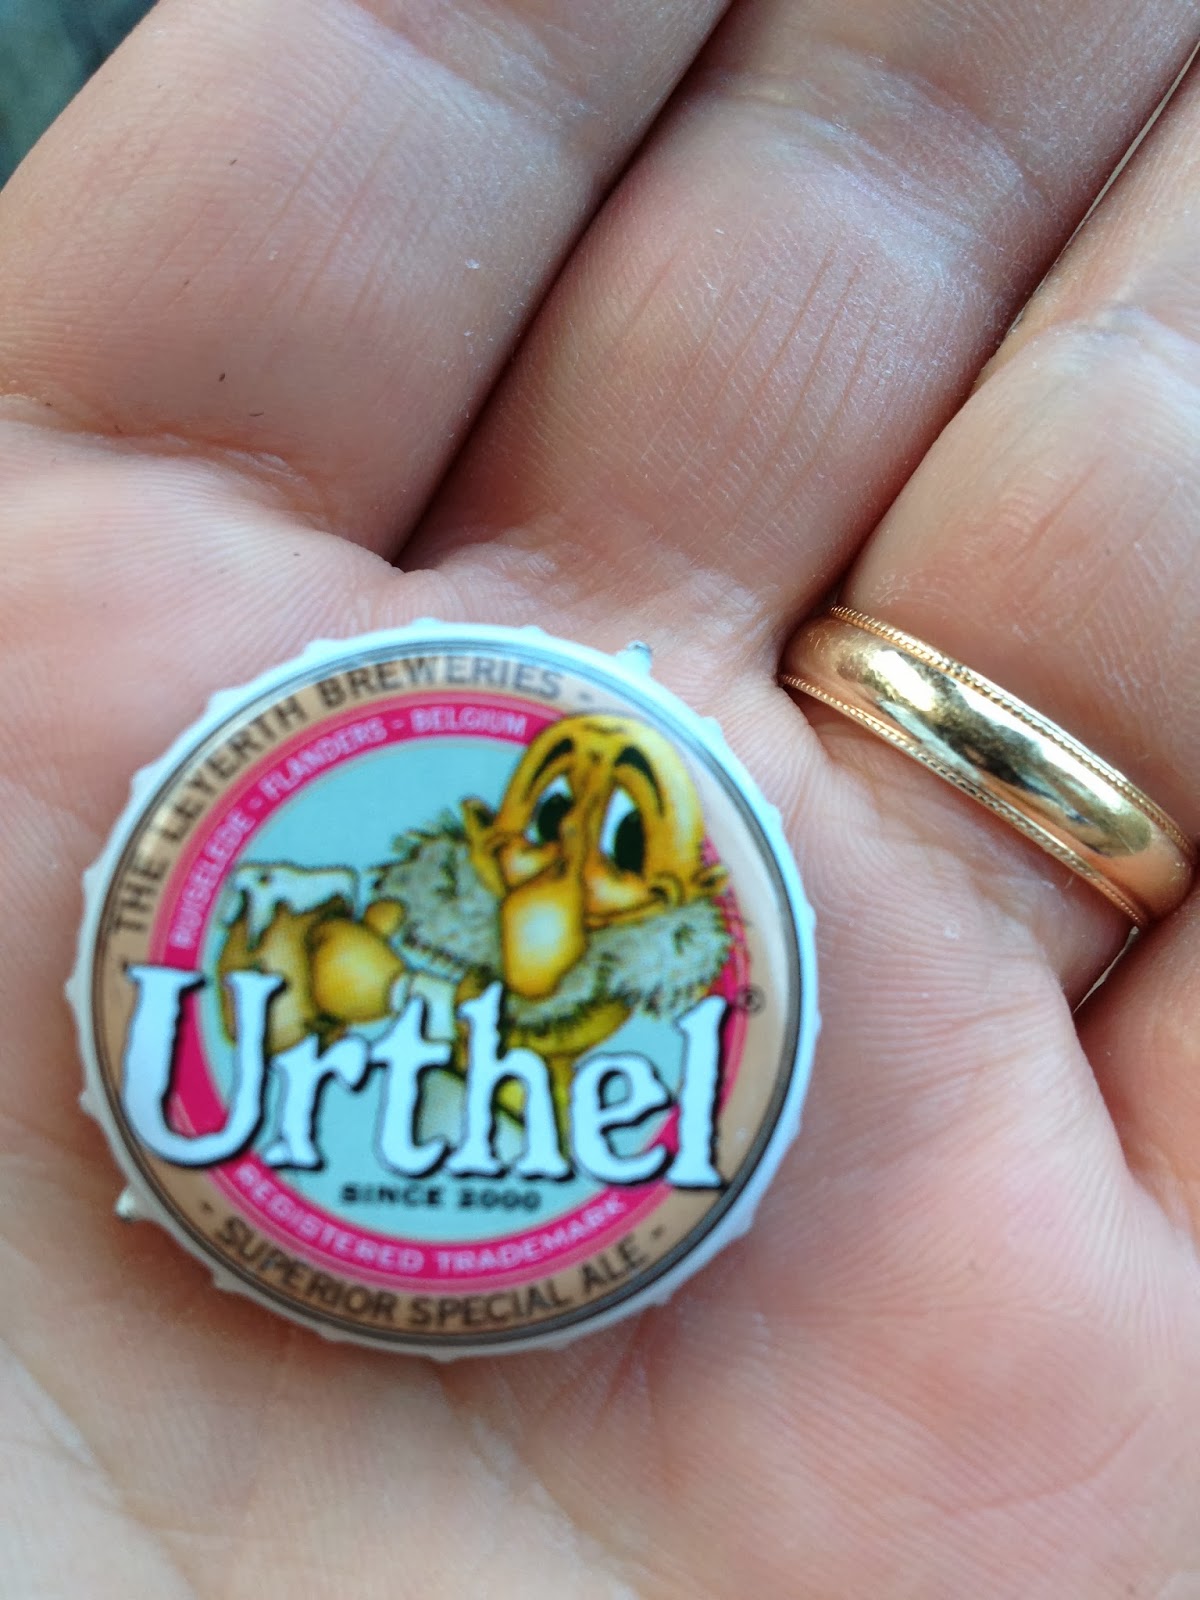 THE LEYERTH BREWERIES -
RUISELEDE - FLANDERS - BELGIUM
Urthel®
SINCE 2000
REGISTERED TRADEMARK
- SUPERIOR SPECIAL ALE -